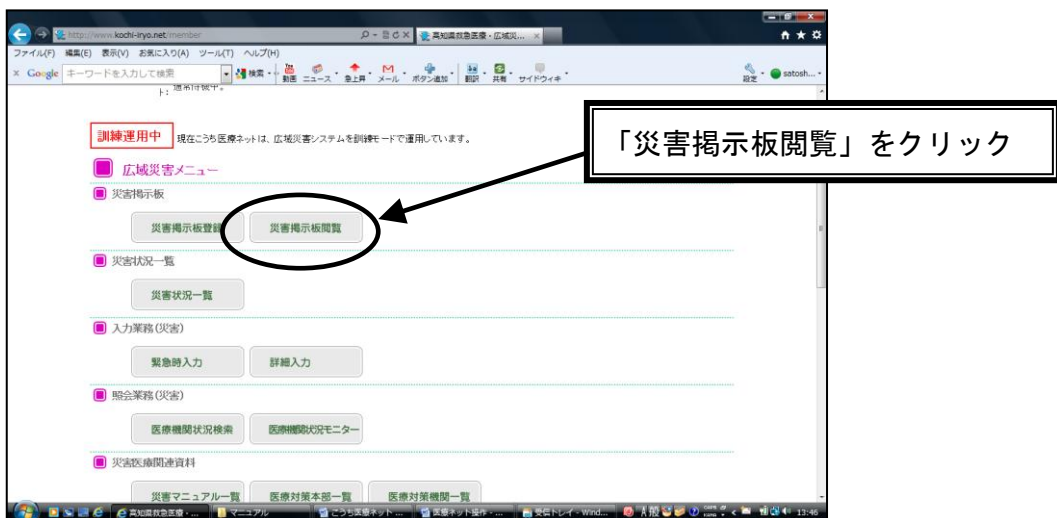 http://www.kochi-iryo.net/member
高知県救急医療・広域災...
ファイル(F) 編集(E) 表示(V) お気に入り(A) ツール(T) ヘルプ(H)
Google キーワードを入力して検索 検索 動画 ニュース 急上昇 メール ボタン追加 翻訳 共有 サイドウィキ 設定 satosh...
ト: 通常待機中。
「災害掲示板閲覧」をクリック
訓練運用中 現在こうち医療ネットは、広域災害システムを訓練モードで運用しています。
広域災害メニュー
災害掲示板
災害掲示板登録 災害掲示板閲覧
災害状況一覧
災害状況一覧
入力業務(災害)
緊急時入力 詳細入力
照会業務(災害)
医療機関状況検索 医療機関状況モニター
災害医療関連資料
災害マニュアル一覧 医療対策本部一覧 医療対策機関一覧
高知県救急医療・... マニュアル こうち医療ネット ... 医療ネット操作・... 受信トレイ - Wind... A 般 13:46